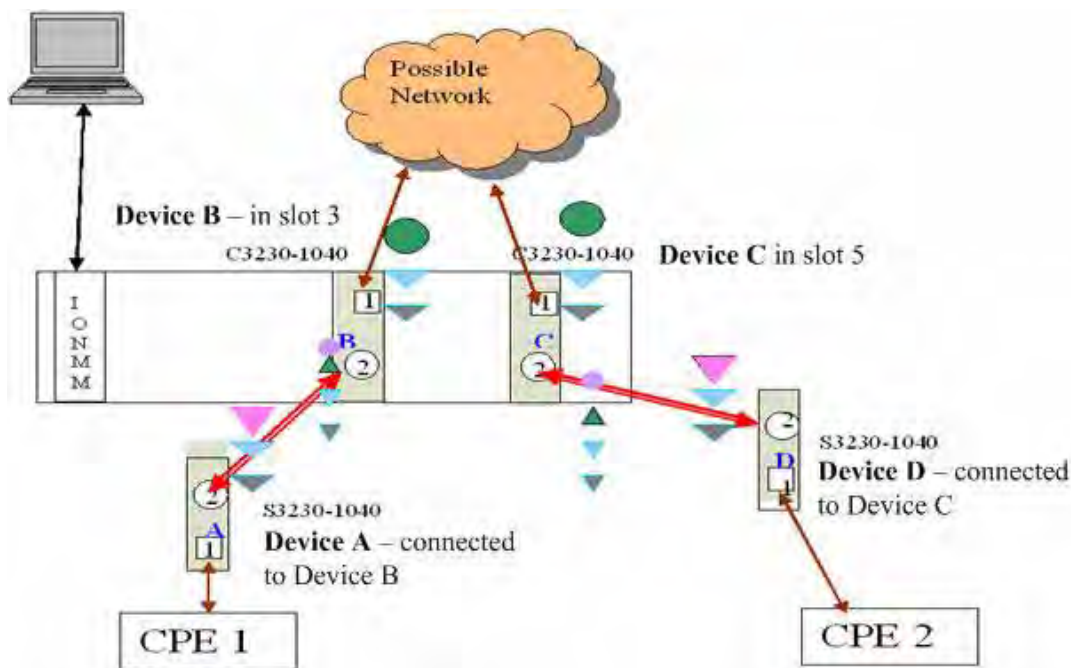 Possible
Network
Device B – in slot 3
C3230-1040
C3230-1040
Device C in slot 5
I
O
N
M
M
1
B
2
1
C
2
2
S3230-1040
D
Device D – connected
1
to Device C
2
S3230-1040
A
Device A – connected
1
to Device B
CPE 1
CPE 2